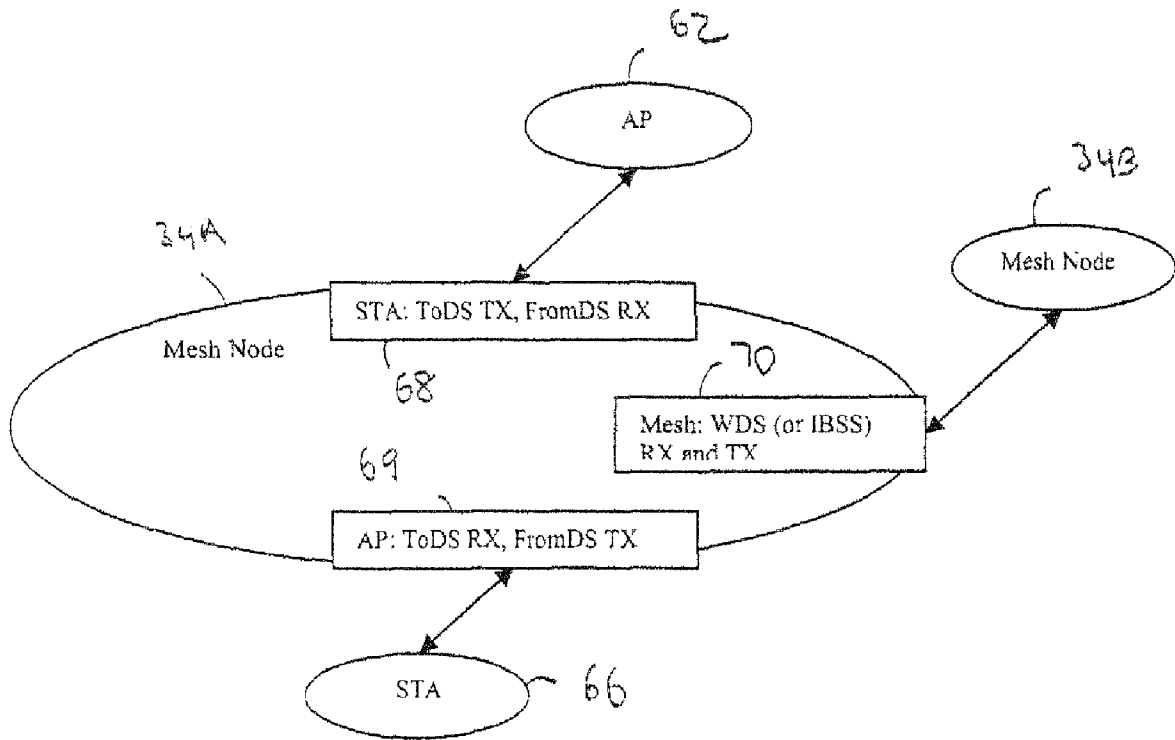 62
AP
34B
Mesh Node
34A
STA: ToDS TX, FromDS RX
Mesh Node
68
70
Mesh: WDS (or IBSS)
RX and TX
69
AP: ToDS RX, FromDS TX
STA
66